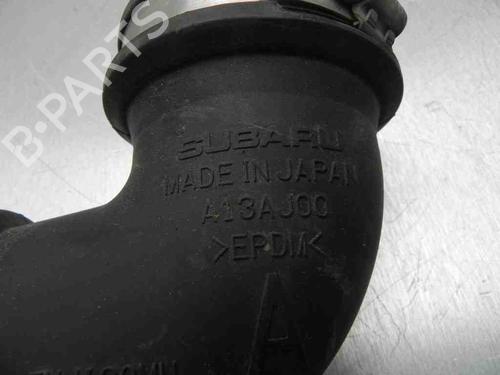 B-PARTS
SUBARU
MADE IN JAPAN
A13AJ00
>EPDM<
A